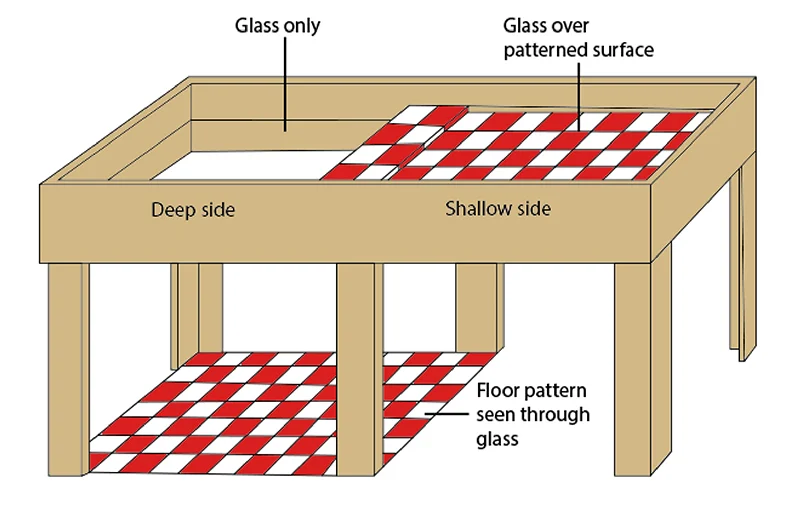 Glass only
Glass over
patterned surface
Deep side
Shallow side
Floor pattern
seen through
glass